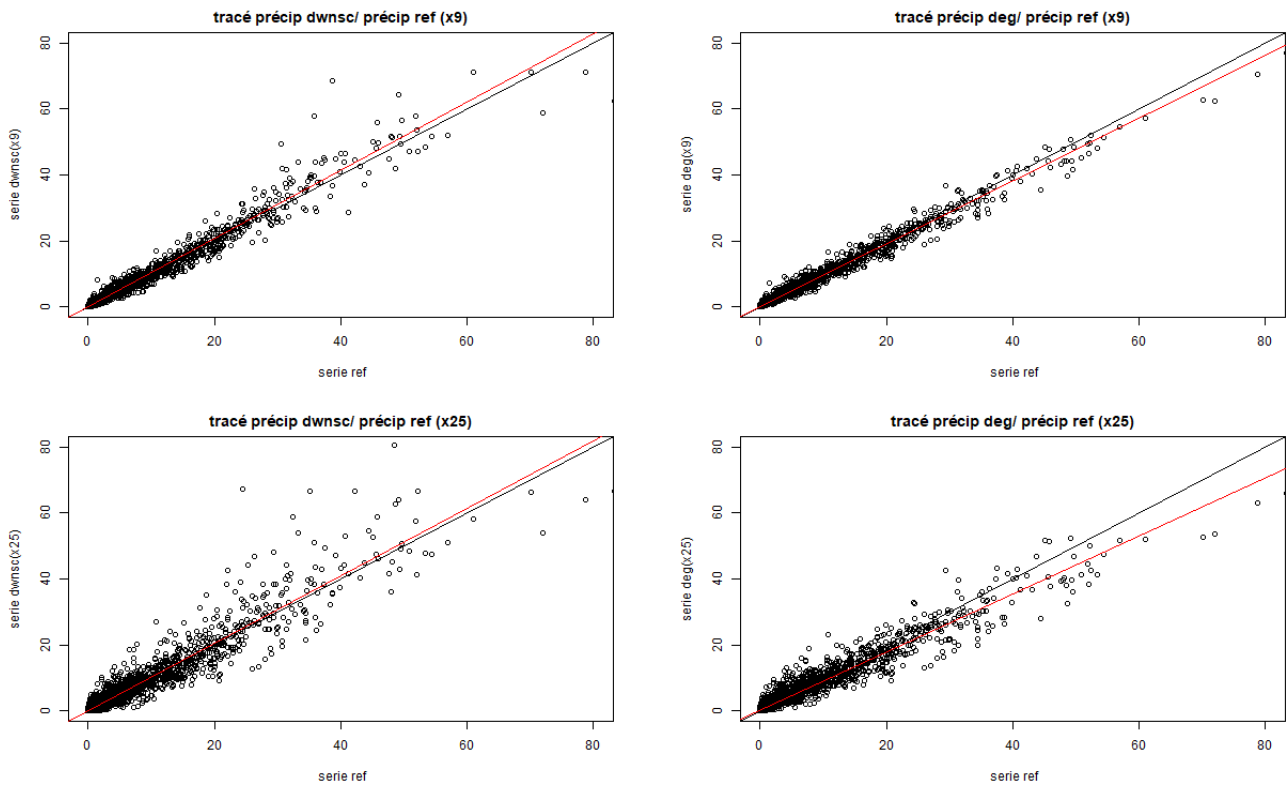 tracé précip dwnsc/ précip ref (x9)
serie dwnsc(x9)
80
60
40
20
0
0 20 40 60 80
serie ref
tracé précip deg/ précip ref (x9)
serie deg(x9)
80
60
40
20
0
0 20 40 60 80
serie ref
tracé précip dwnsc/ précip ref (x25)
serie dwnsc(x25)
80
60
40
20
0
0 20 40 60 80
serie ref
tracé précip deg/ précip ref (x25)
serie deg(x25)
80
60
40
20
0
0 20 40 60 80
serie ref